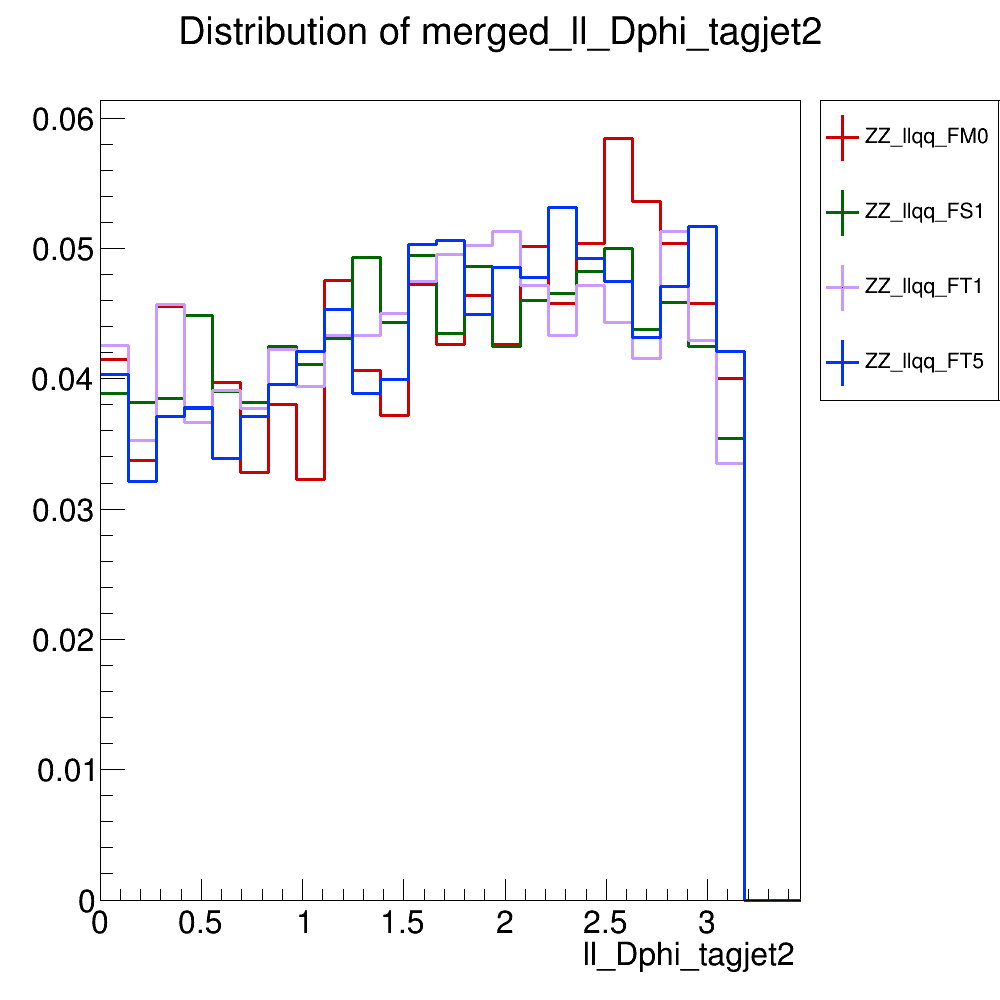 Distribution of merged_ll_Dphi_tagjet2
0.06
0.05
0.04
0.03
0.02
0.01
0
0 0.5 1 1.5 2 2.5 3
ll_Dphi_tagjet2
ZZ_llqq_FM0
ZZ_llqq_FS1
ZZ_llqq_FT1
ZZ_llqq_FT5